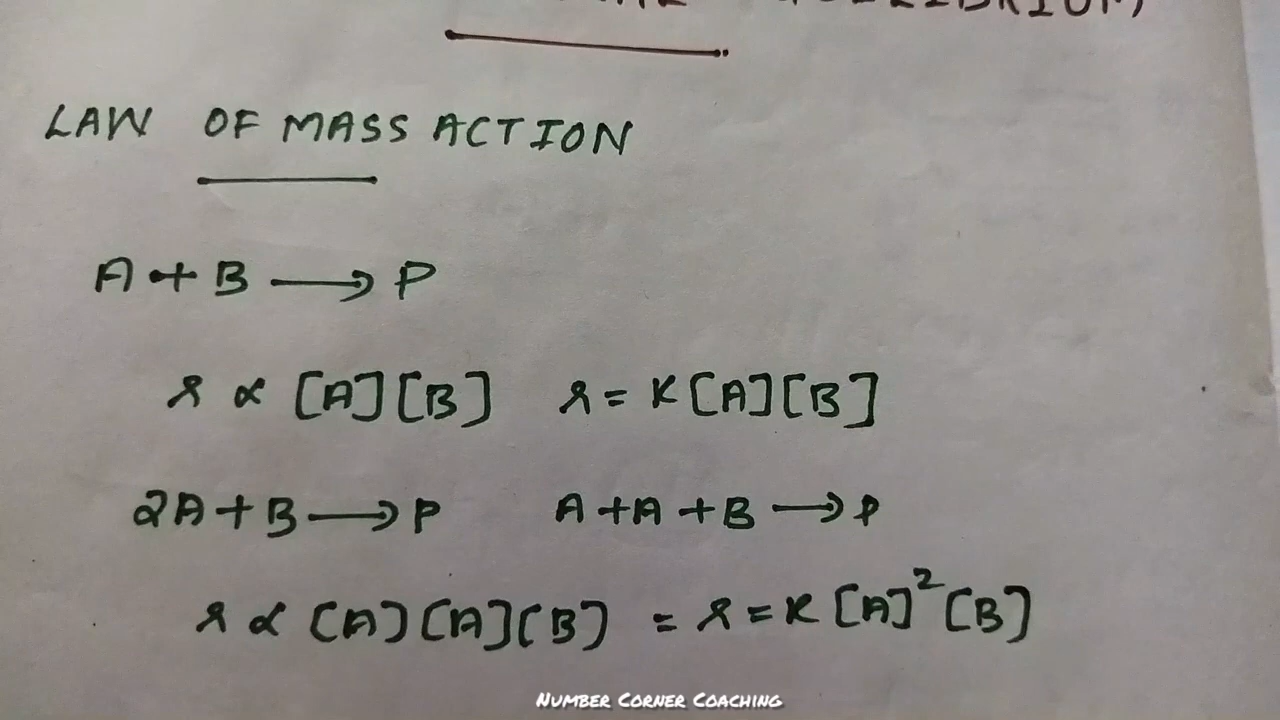 LAW OF MASS ACTION
A + B ⟶ P
r ∝ [A][B] r = K[A][B]
2A + B ⟶ P A + A + B ⟶ P
r ∝ [A][A][B] = r = K[A]²[B]
NUMBER CORNER COACHING